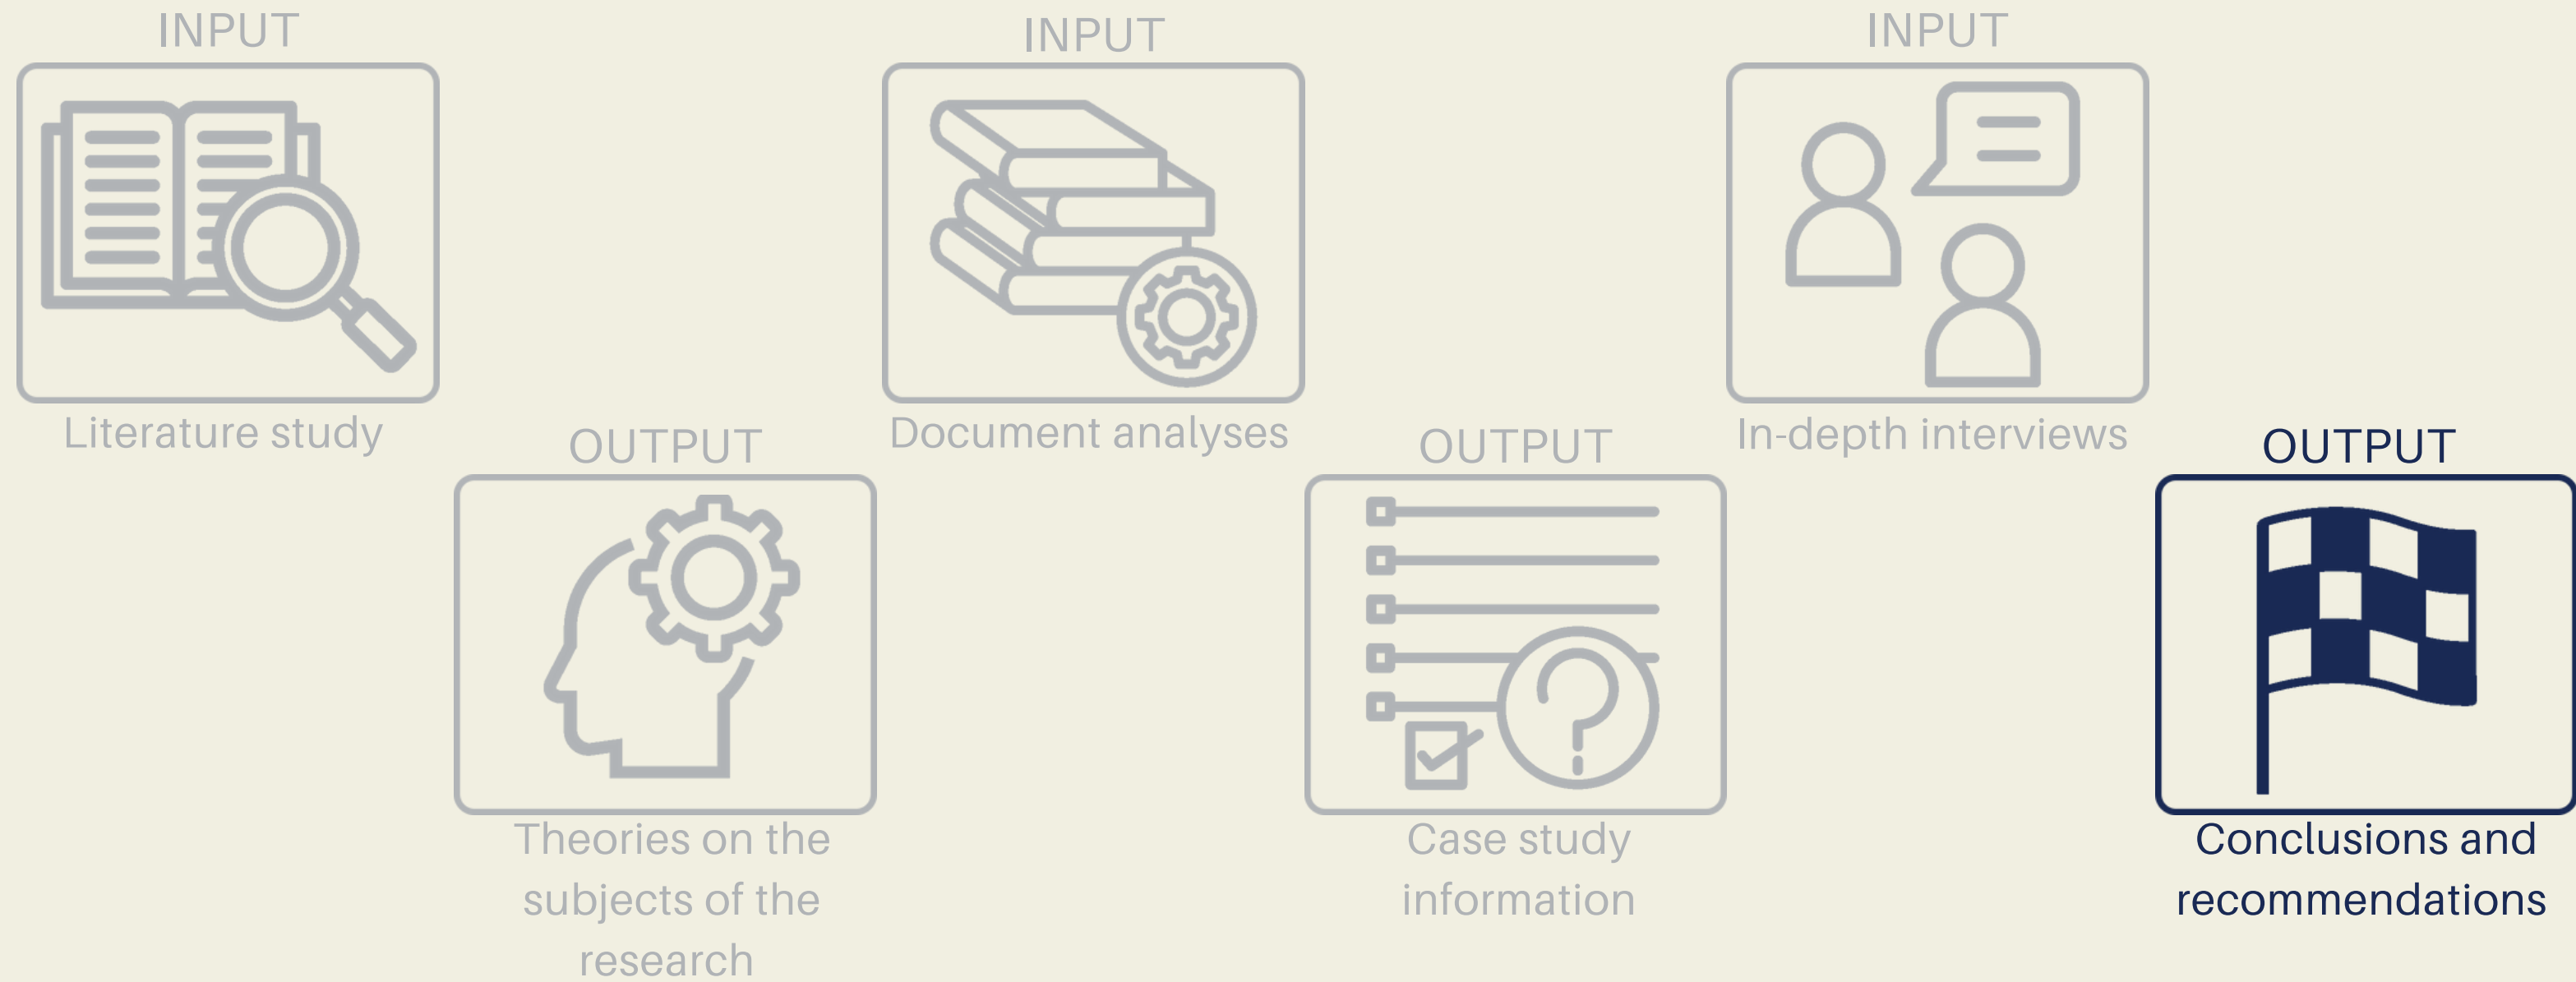 INPUT
Literature study
OUTPUT
Theories on the
subjects of the
research
INPUT
Document analyses
OUTPUT
Case study
information
INPUT
In-depth interviews
OUTPUT
Conclusions and
recommendations